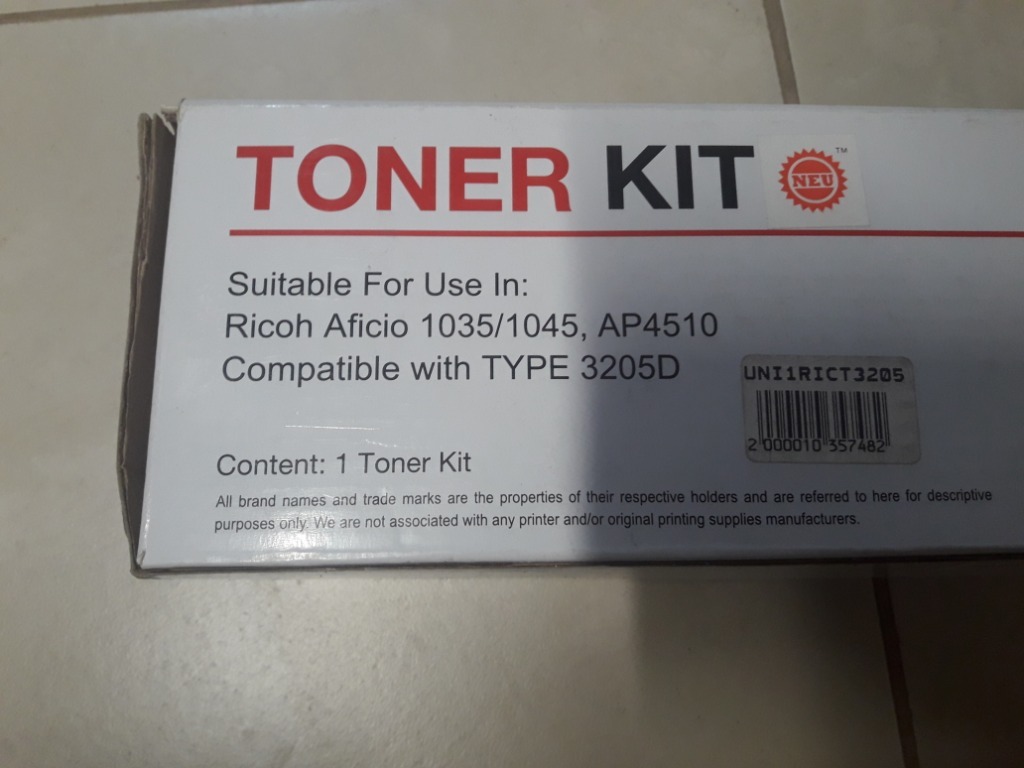 TONER KIT NEU ™
Suitable For Use In:
Ricoh Aficio 1035/1045, AP4510
Compatible with TYPE 3205D
UNI1RICT3205
2 000010 357482
Content: 1 Toner Kit
All brand names and trade marks are the properties of their respective holders and are referred to here for descriptive
purposes only. We are not associated with any printer and/or original printing supplies manufacturers.